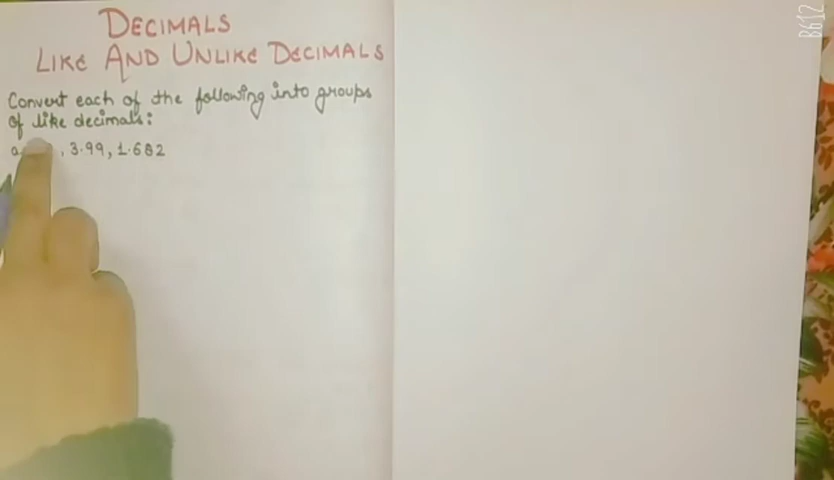 DECIMALS
LIKE AND UNLIKE DECIMALS
Convert each of the following into groups
of like decimals:
a , 3.99, 1.682
B612